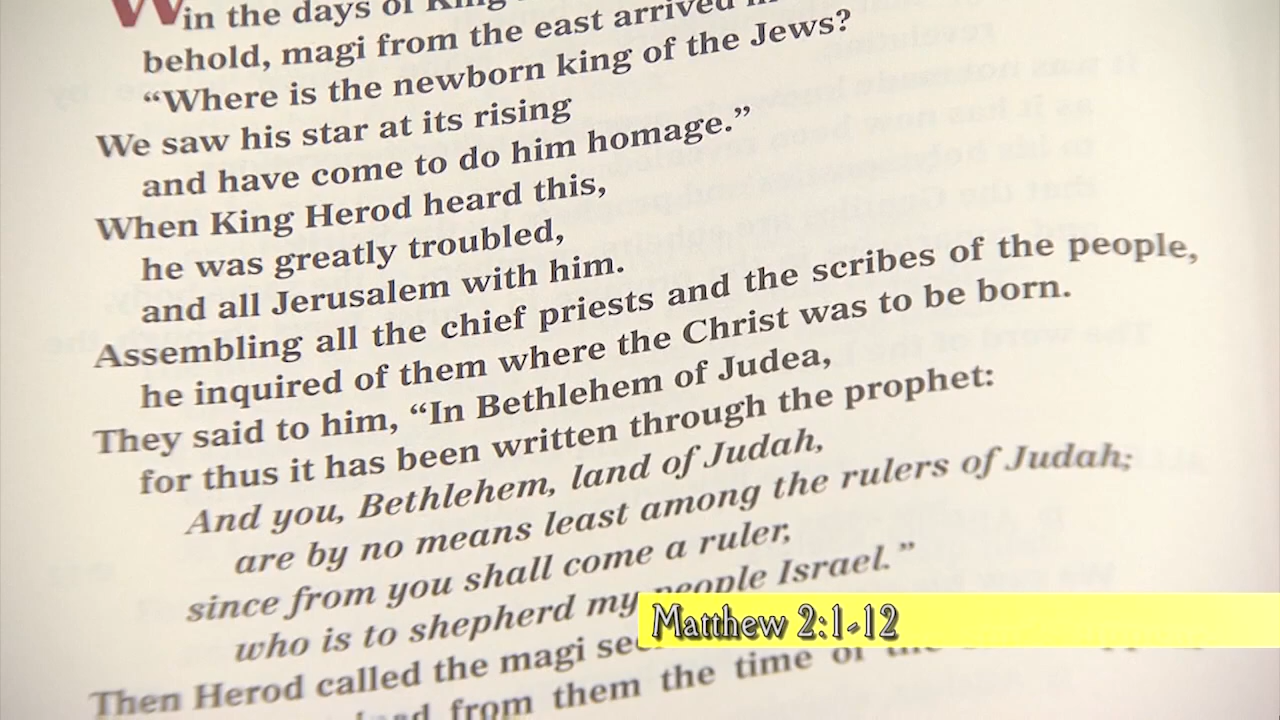 in the days of King
behold, magi from the east arrived
“Where is the newborn king of the Jews?
We saw his star at its rising
and have come to do him homage.”
When King Herod heard this,
he was greatly troubled,
and all Jerusalem with him.
Assembling all the chief priests and the scribes of the people,
he inquired of them where the Christ was to be born.
They said to him, “In Bethlehem of Judea,
for thus it has been written through the prophet:
And you, Bethlehem, land of Judah,
are by no means least among the rulers of Judah;
since from you shall come a ruler,
who is to shepherd my people Israel.”
Then Herod called the magi
from them the time of the
Matthew 2:1-12